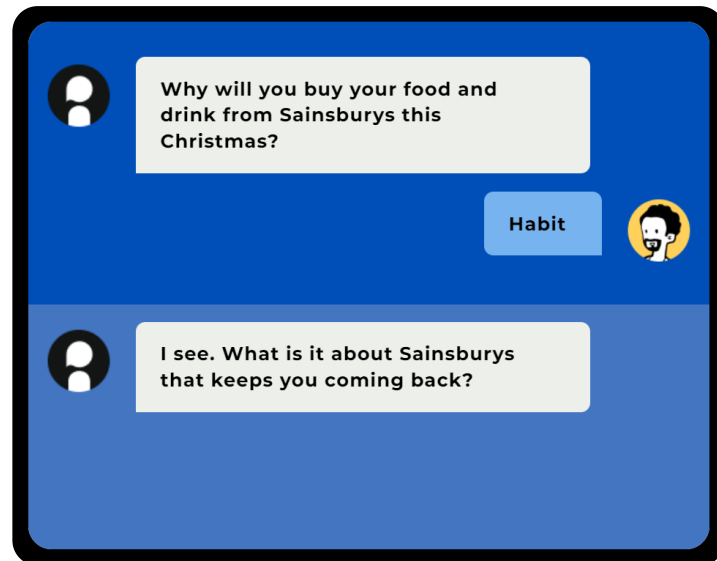 Why will you buy your food and
drink from Sainsburys this
Christmas?
Habit
I see. What is it about Sainsburys
that keeps you coming back?